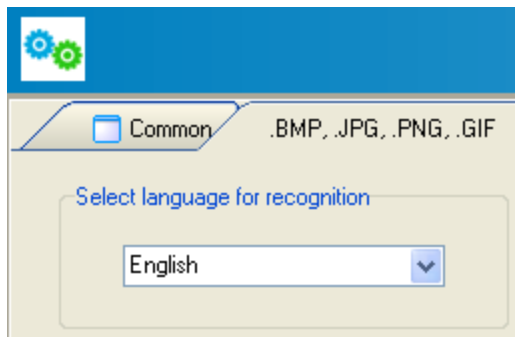 Common .BMP, .JPG, .PNG, .GIF
Select language for recognition
English